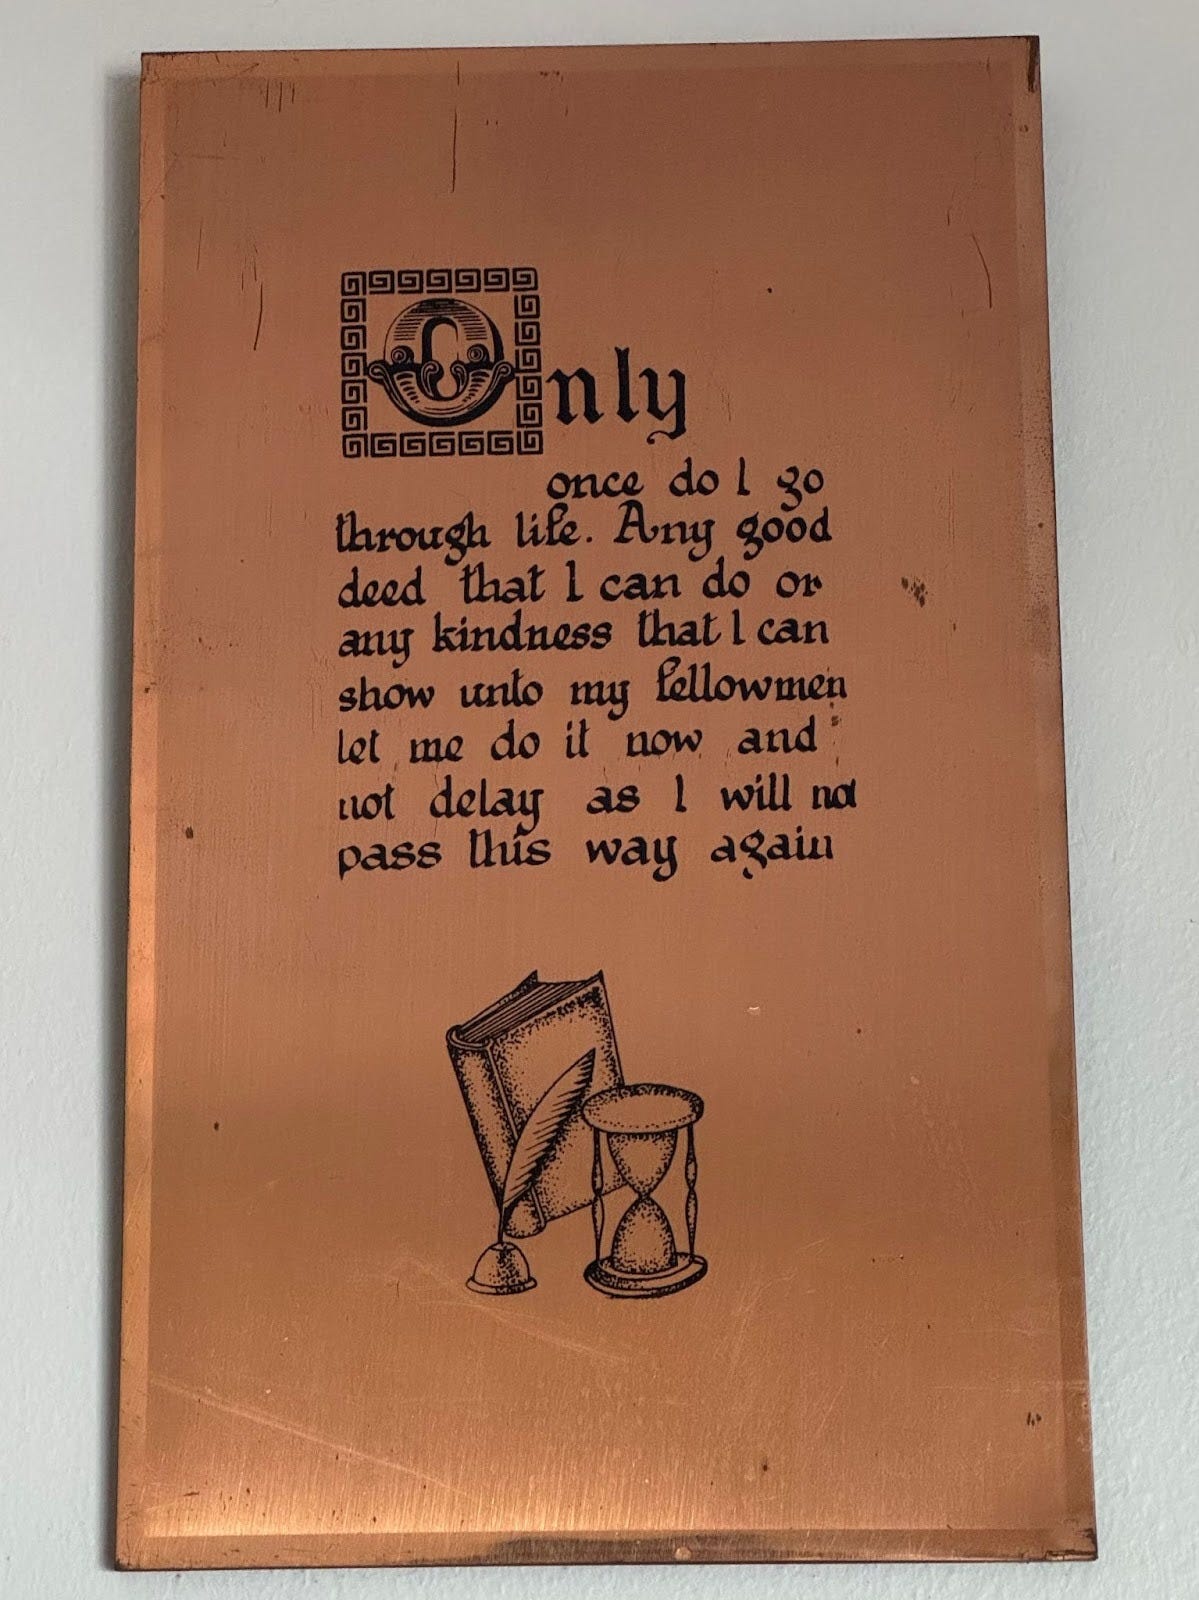 Only
once do I go
through life. Any good
deed that I can do or
any kindness that I can
show unto my fellowmen
let me do it now and
not delay as I will not
pass this way again